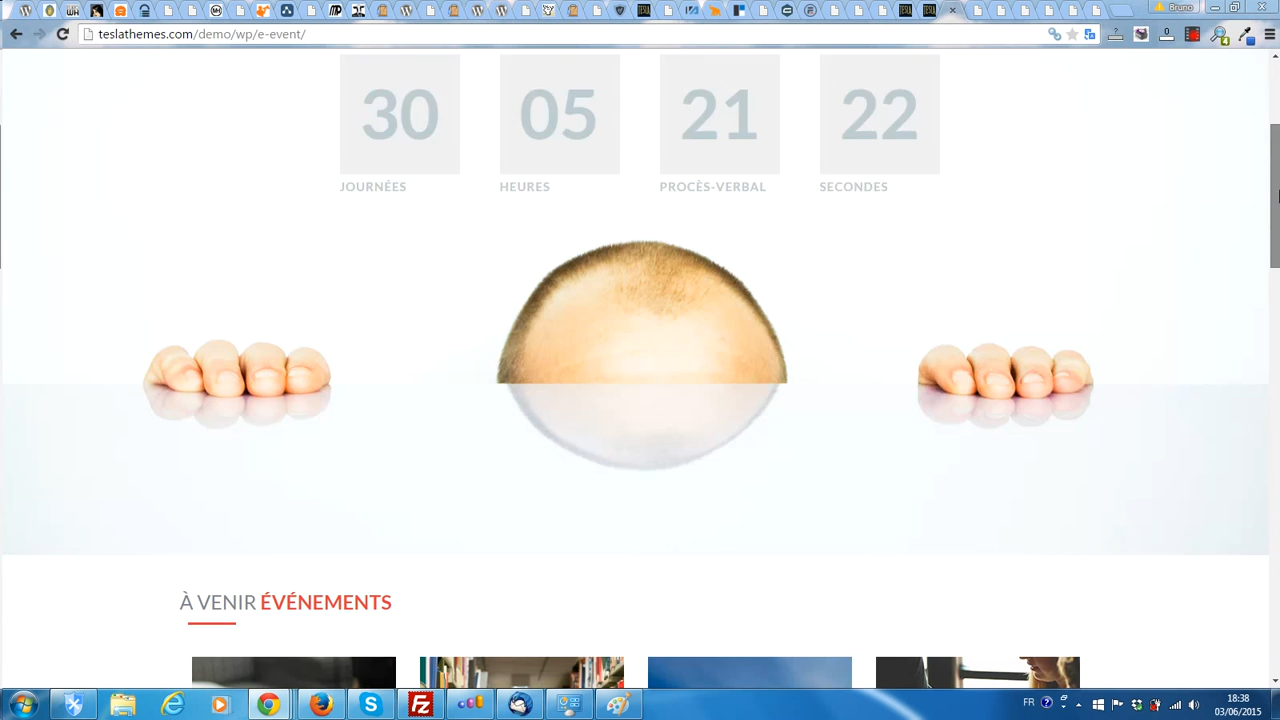 Bruno
teslathemes.com/demo/wp/e-event/
30 05 21 22
JOURNÉES HEURES PROCÈS-VERBAL SECONDES
À VENIR ÉVÉNEMENTS
FR
18:38
03/06/2015